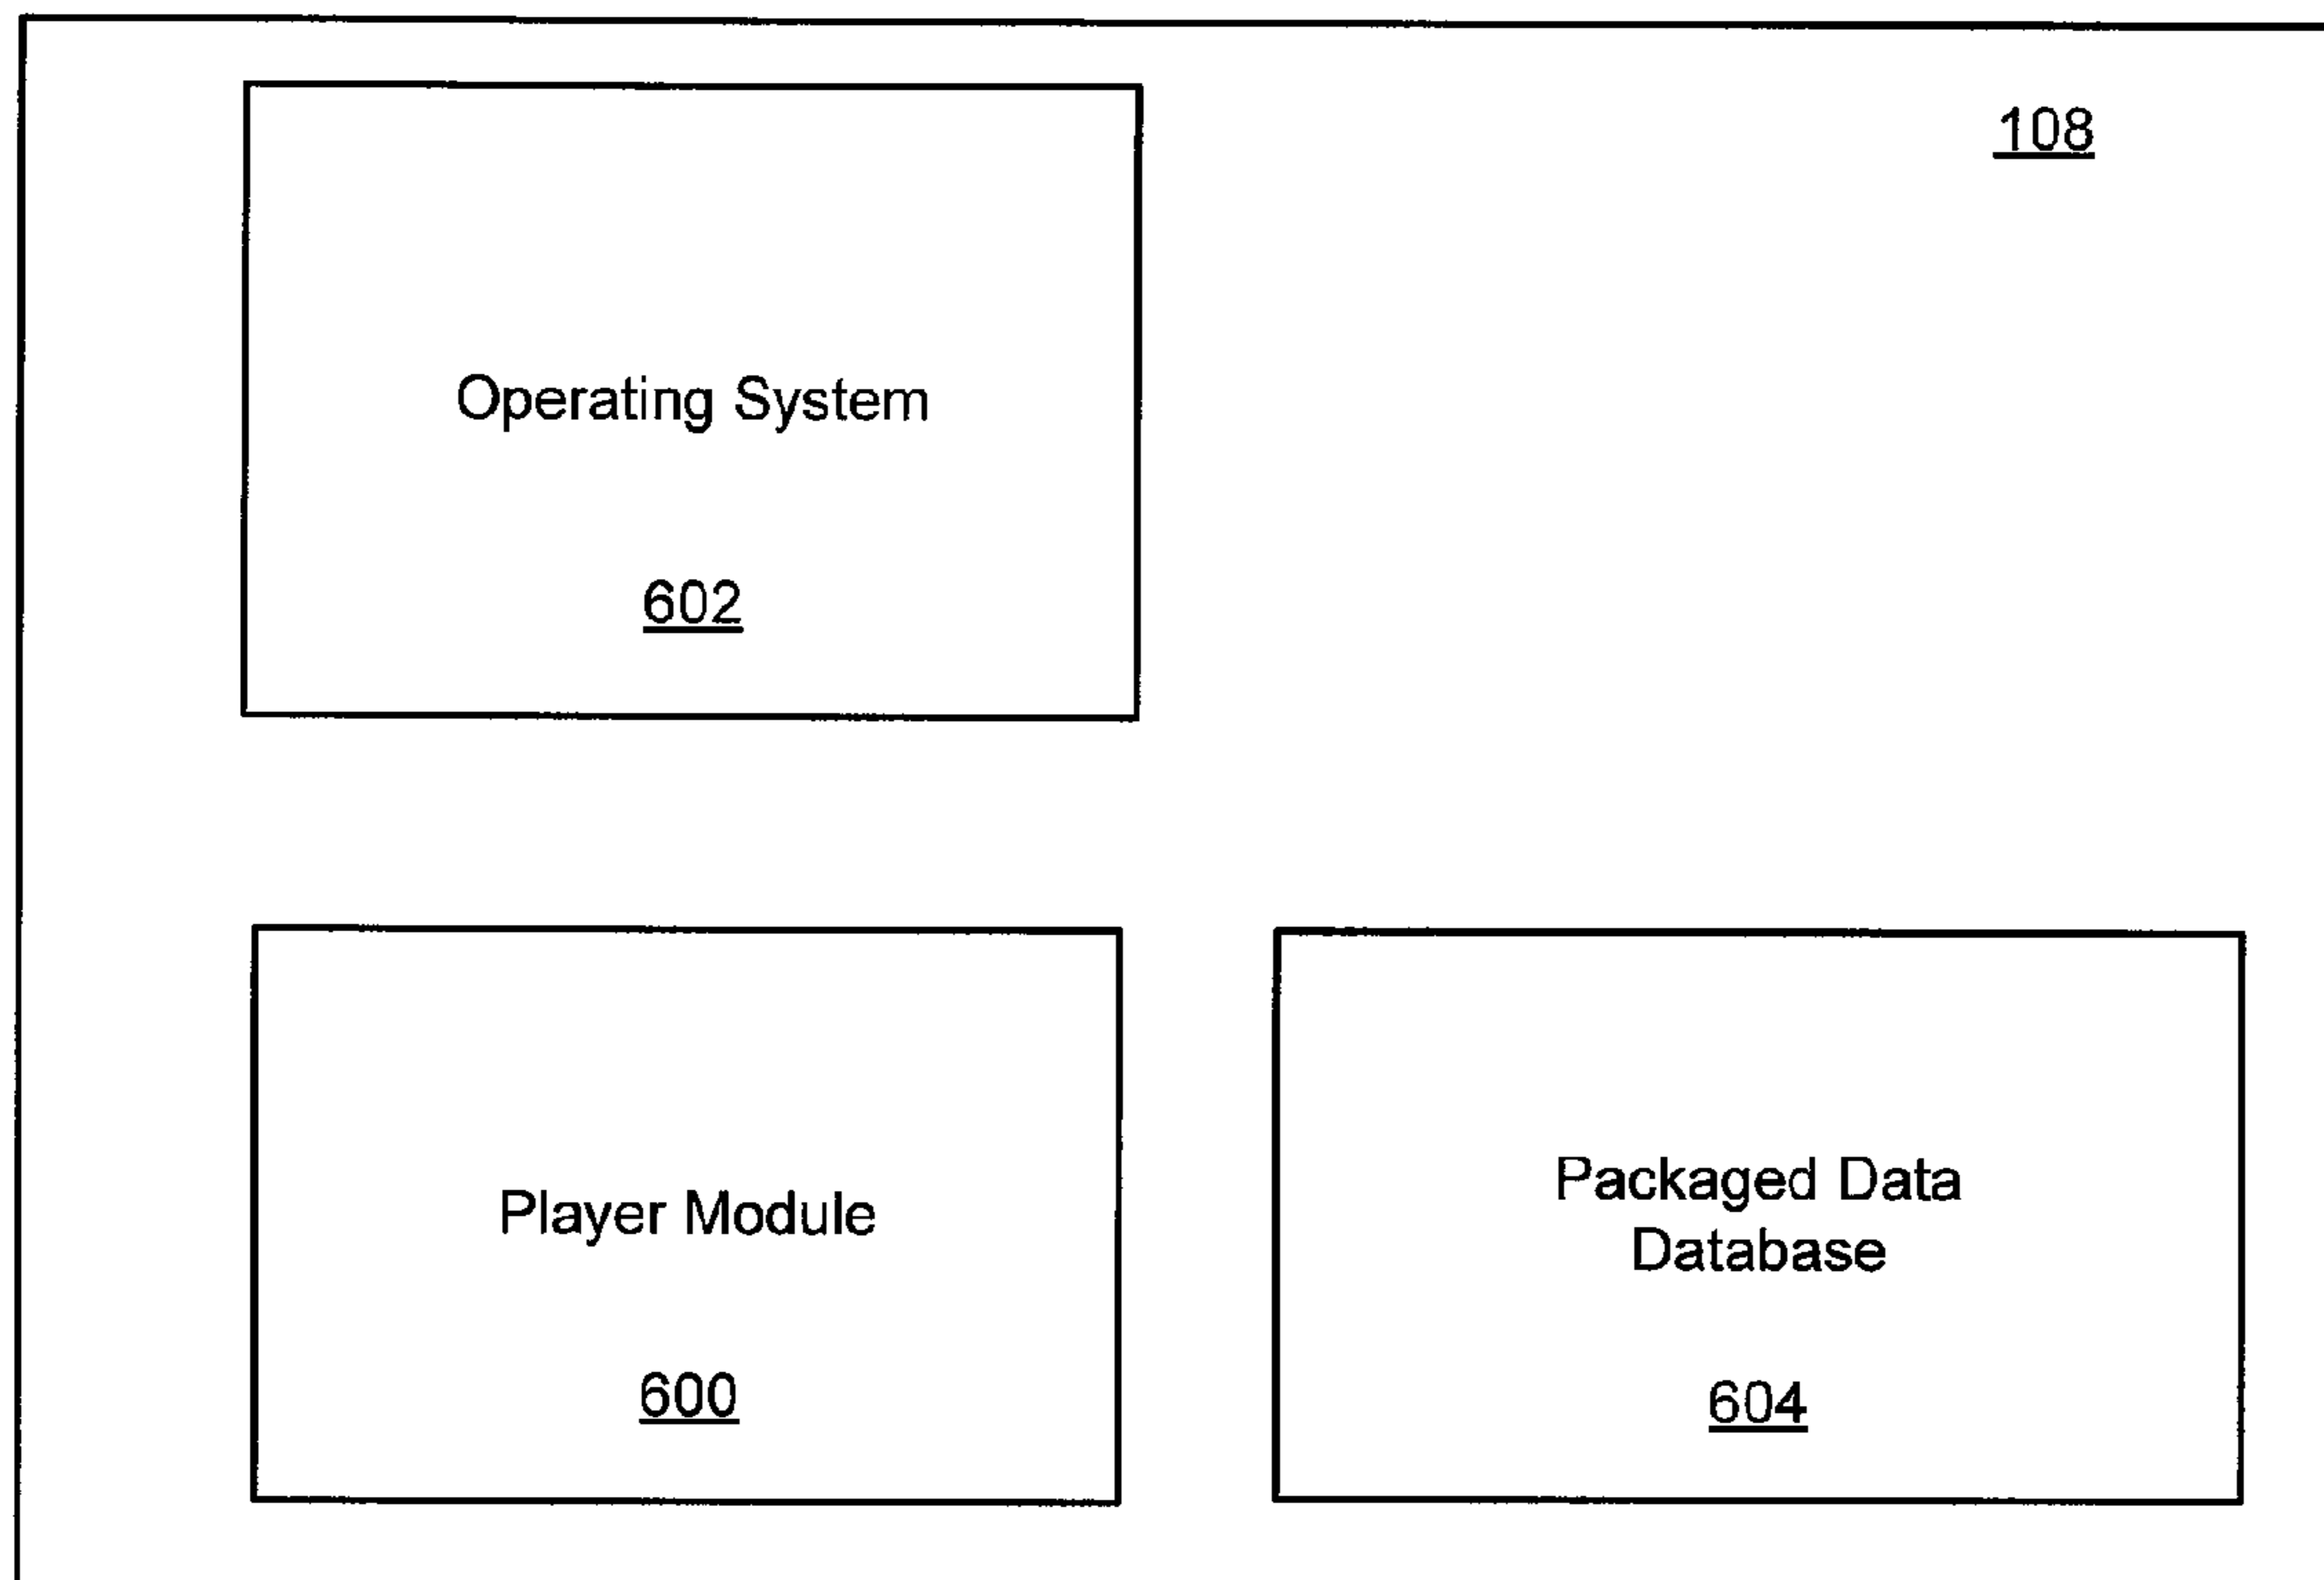 108
Operating System
602
Player Module
600
Packaged Data
Database
604